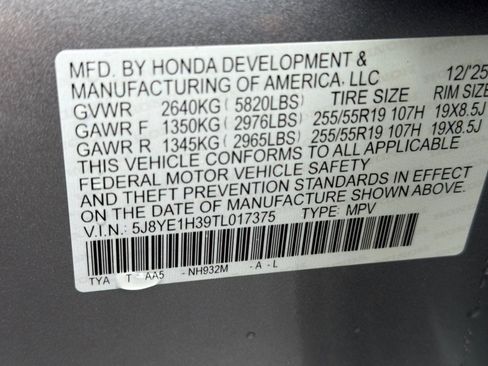 MFD. BY HONDA DEVELOPMENT &
MANUFACTURING OF AMERICA, LLC 12/'25
GVWR 2640KG (5820LBS) TIRE SIZE RIM SIZE
GAWR F 1350KG (2976LBS) 255/55R19 107H 19X8.5J
GAWR R 1345KG (2965LBS) 255/55R19 107H 19X8.5J
THIS VEHICLE CONFORMS TO ALL APPLICABLE
FEDERAL MOTOR VEHICLE SAFETY STANDARDS IN EFFECT
ON THE DATE OF MANUFACTURE SHOWN ABOVE.
V.I.N.: 5J8YE1H39TL017375 TYPE: MPV
TYA T - AA5 - NH932M - A - L